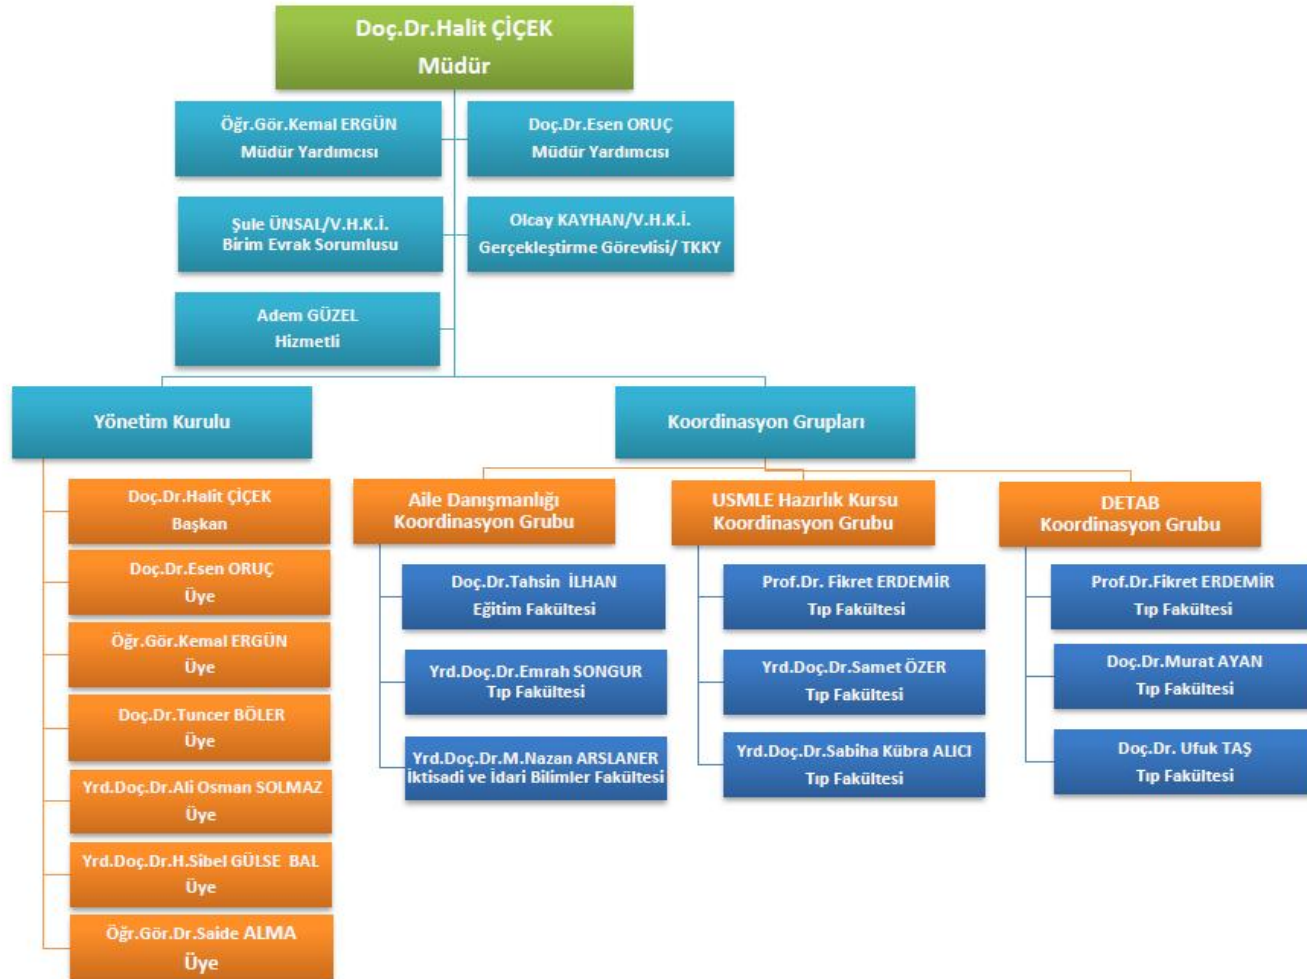 Doç.Dr.Halit ÇİÇEK
Müdür
Öğr.Gör.Kemal ERGÜN
Müdür Yardımcısı
Doç.Dr.Esen ORUÇ
Müdür Yardımcısı
Şule ÜNSAL/V.H.K.İ.
Birim Evrak Sorumlusu
Olcay KAYHAN/V.H.K.İ.
Gerçekleştirme Görevlisi/ TKKY
Adem GÜZEL
Hizmetli
Yönetim Kurulu
Doç.Dr.Halit ÇİÇEK
Başkan
Doç.Dr.Esen ORUÇ
Üye
Öğr.Gör.Kemal ERGÜN
Üye
Doç.Dr.Tuncer BÖLER
Üye
Yrd.Doç.Dr.Ali Osman SOLMAZ
Üye
Yrd.Doç.Dr.H.Sibel GÜLSE BAL
Üye
Öğr.Gör.Dr.Saide ALMA
Üye
Koordinasyon Grupları
Aile Danışmanlığı
Koordinasyon Grubu
Doç.Dr.Tahsin İLHAN
Eğitim Fakültesi
Yrd.Doç.Dr.Emrah SONGUR
Tıp Fakültesi
Yrd.Doç.Dr.M.Nazan ARSLANER
İktisadi ve İdari Bilimler Fakültesi
USMLE Hazırlık Kursu
Koordinasyon Grubu
Prof.Dr. Fikret ERDEMİR
Tıp Fakültesi
Yrd.Doç.Dr.Samet ÖZER
Tıp Fakültesi
Yrd.Doç.Dr.Sabiha Kübra ALICI
Tıp Fakültesi
DETAB
Koordinasyon Grubu
Prof.Dr.Fikret ERDEMİR
Tıp Fakültesi
Doç.Dr.Murat AYAN
Tıp Fakültesi
Doç.Dr. Ufuk TAŞ
Tıp Fakültesi